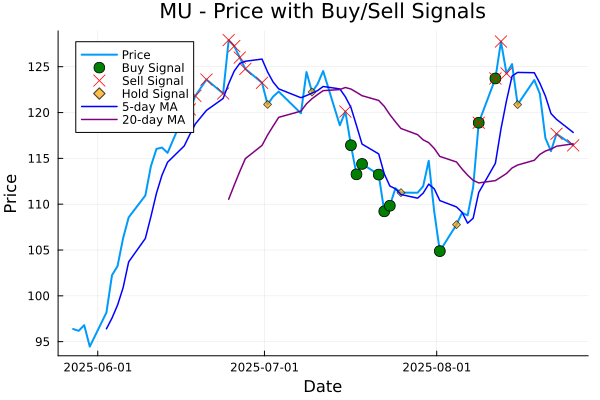 MU - Price with Buy/Sell Signals
Price
Buy Signal
Sell Signal
Hold Signal
5-day MA
20-day MA
125
120
115
110
105
100
95
Price
2025-06-01
2025-07-01
2025-08-01
Date